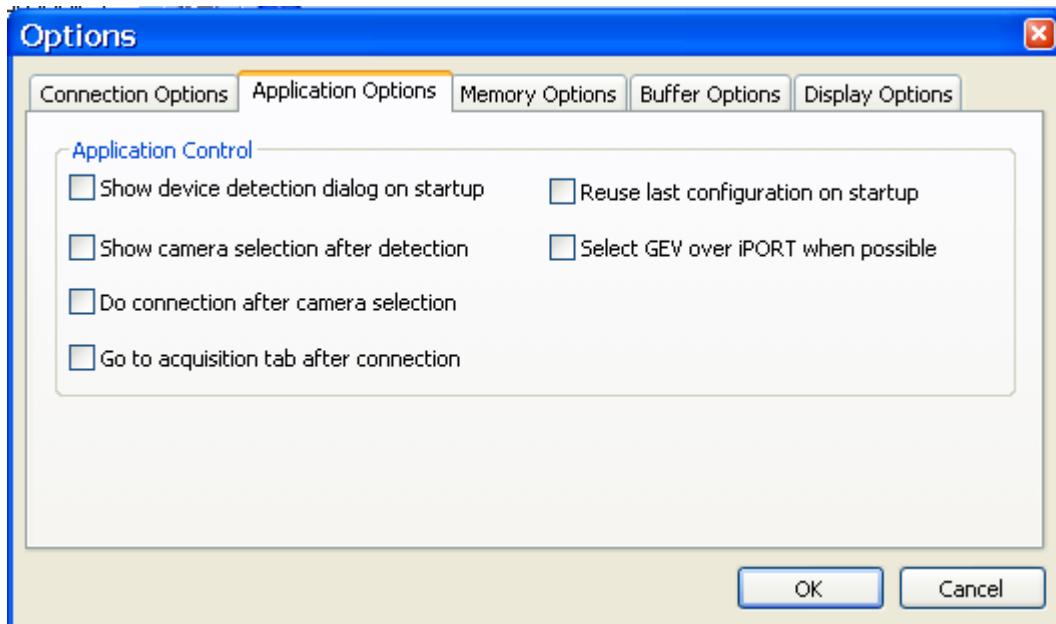 Options
Connection Options
Application Options
Memory Options
Buffer Options
Display Options
Application Control
Show device detection dialog on startup
Reuse last configuration on startup
Show camera selection after detection
Select GEV over iPORT when possible
Do connection after camera selection
Go to acquisition tab after connection
OK
Cancel